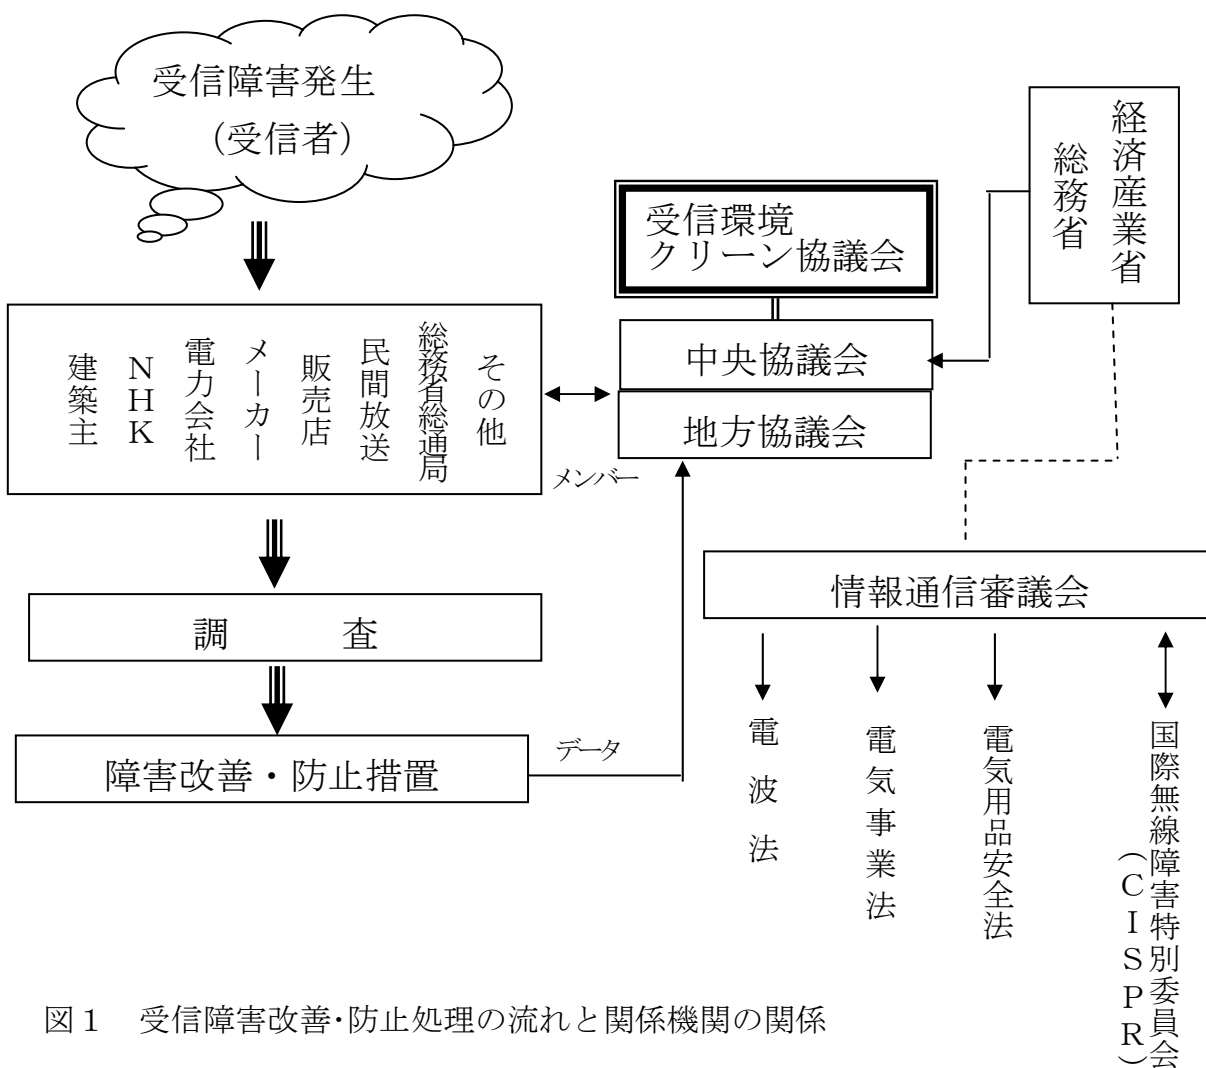 受信障害発生
(受信者)
経済産業省
総務省
受信環境
クリーン協議会
中央協議会
地方協議会
建築主
NHK
電力会社
メーカー
販売店
民間放送
総務省総通局
その他
メンバー
調　　　査
障害改善・防止措置
データ
情報通信審議会
電波法
電気事業法
電気用品安全法
国際無線障害特別委員会
(CISPR)
図1　受信障害改善・防止処理の流れと関係機関の関係